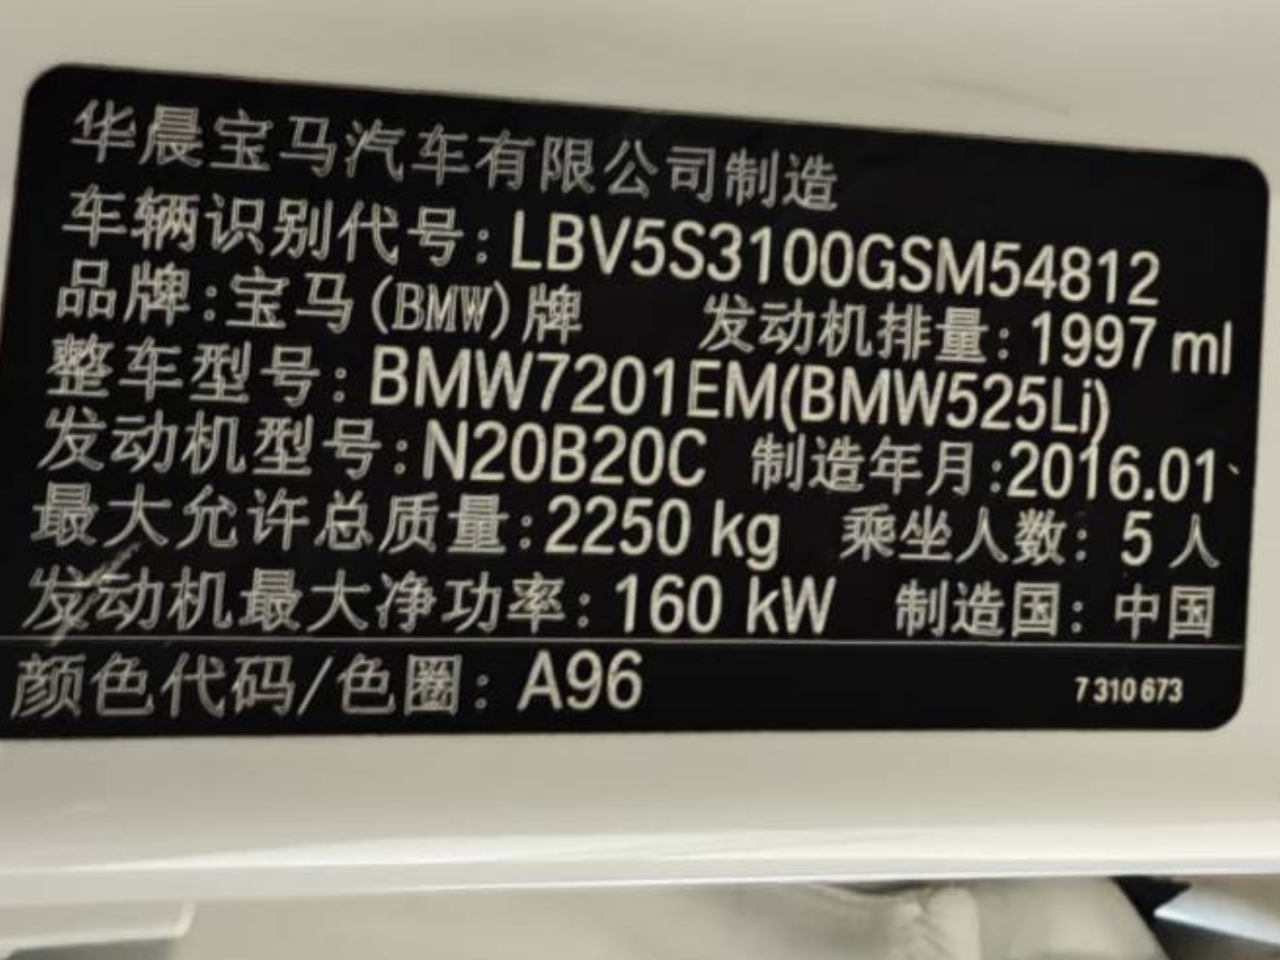 华晨宝马汽车有限公司制造
车辆识别代号:LBV5S3100GSM54812
品牌:宝马(BMW)牌 发动机排量:1997 ml
整车型号:BMW7201EM(BMW525Li)
发动机型号:N20B20C 制造年月:2016.01
最大允许总质量:2250 kg 乘坐人数:5人
发动机最大净功率:160 kW 制造国:中国
颜色代码/色圈:A96 7 310 673